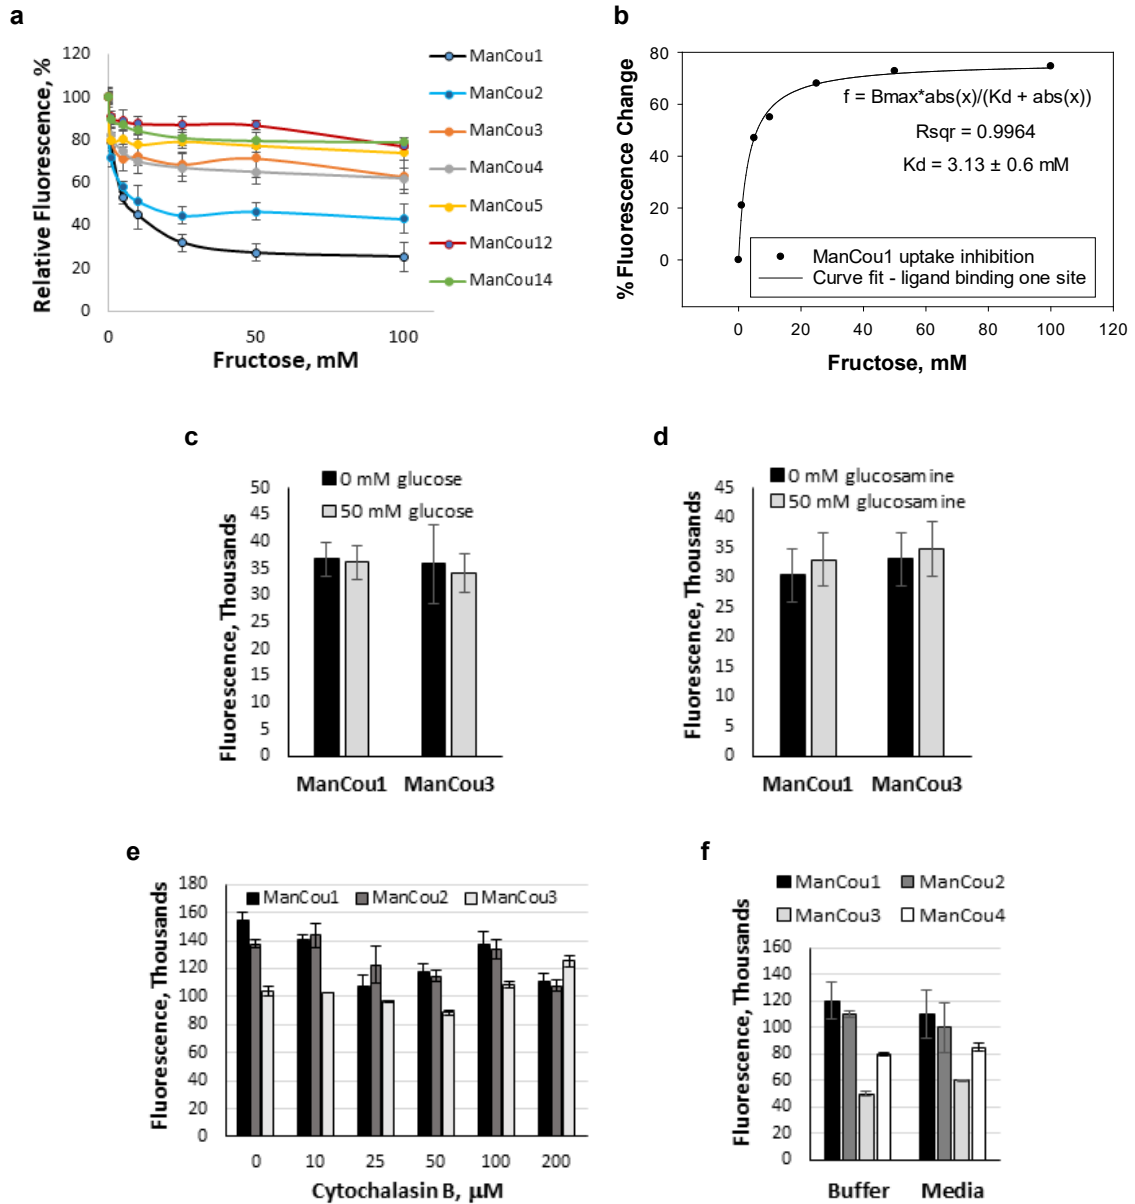 a
120
100
80
60
40
20
0
Relative Fluorescence, %
0 50 100
Fructose, mM
ManCou1
ManCou2
ManCou3
ManCou4
ManCou5
ManCou12
ManCou14
b
80
60
40
20
0
% Fluorescence Change
f = Bmax*abs(x)/(Kd + abs(x))
Rsqr = 0.9964
Kd = 3.13 ± 0.6 mM
ManCou1 uptake inhibition
Curve fit - ligand binding one site
0 20 40 60 80 100 120
Fructose, mM
c
0 mM glucose
50 mM glucose
50
45
40
35
30
25
20
15
10
5
0
Fluorescence, Thousands
ManCou1 ManCou3
d
0 mM glucosamine
50 mM glucosamine
45
40
35
30
25
20
15
10
5
0
Fluorescence, Thousands
ManCou1 ManCou3
e
ManCou1 ManCou2 ManCou3
180
160
140
120
100
80
60
40
20
0
Fluorescence, Thousands
0 10 25 50 100 200
Cytochalasin B, μM
f
ManCou1 ManCou2
ManCou3 ManCou4
160
140
120
100
80
60
40
20
0
Fluorescence, Thousands
Buffer Media